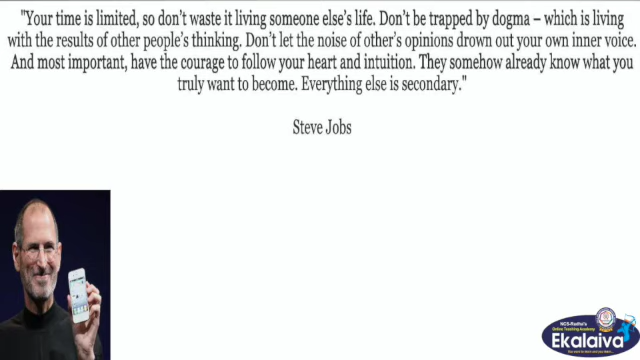 "Your time is limited, so don't waste it living someone else's life. Don't be trapped by dogma – which is living
with the results of other people's thinking. Don't let the noise of other's opinions drown out your own inner voice.
And most important, have the courage to follow your heart and intuition. They somehow already know what you
truly want to become. Everything else is secondary."
Steve Jobs
Online Teaching Academy
Ekalaiva